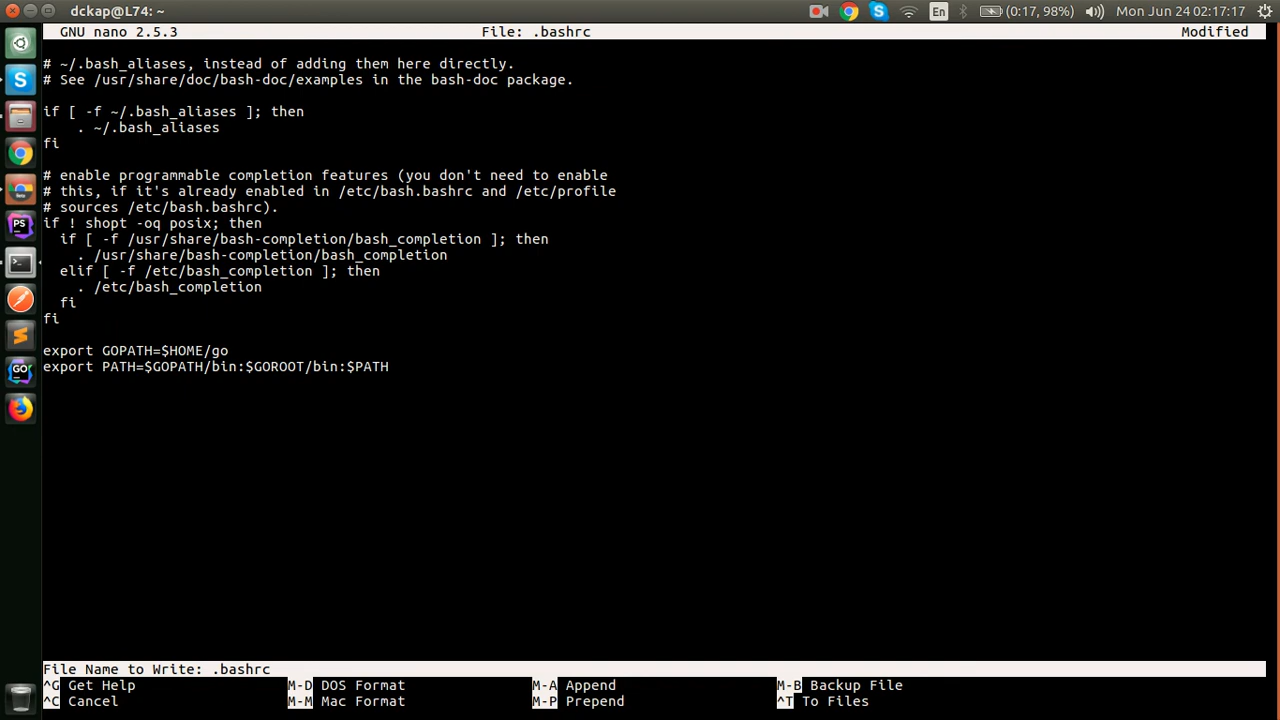 dckap@L74: ~
En
(0:17, 98%)
Mon Jun 24 02:17:17
GNU nano 2.5.3
File: .bashrc
Modified
# ~/.bash_aliases, instead of adding them here directly.
# See /usr/share/doc/bash-doc/examples in the bash-doc package.
if [ -f ~/.bash_aliases ]; then
. ~/.bash_aliases
fi
# enable programmable completion features (you don't need to enable
# this, if it's already enabled in /etc/bash.bashrc and /etc/profile
# sources /etc/bash.bashrc).
if ! shopt -oq posix; then
if [ -f /usr/share/bash-completion/bash_completion ]; then
. /usr/share/bash-completion/bash_completion
elif [ -f /etc/bash_completion ]; then
. /etc/bash_completion
fi
fi
export GOPATH=$HOME/go
export PATH=$GOPATH/bin:$GOROOT/bin:$PATH
PS
GO
File Name to Write: .bashrc
^G Get Help
M-D DOS Format
M-A Append
M-B Backup File
^C Cancel
M-M Mac Format
M-P Prepend
^T To Files